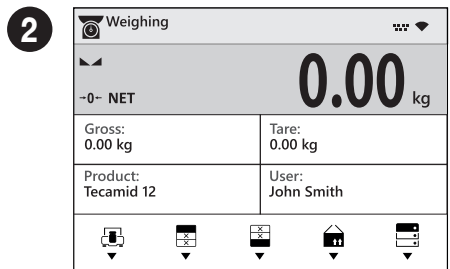 2
Weighing
0.00 kg
→0← NET
Gross:
0.00 kg
Tare:
0.00 kg
Product:
Tecamid 12
User:
John Smith